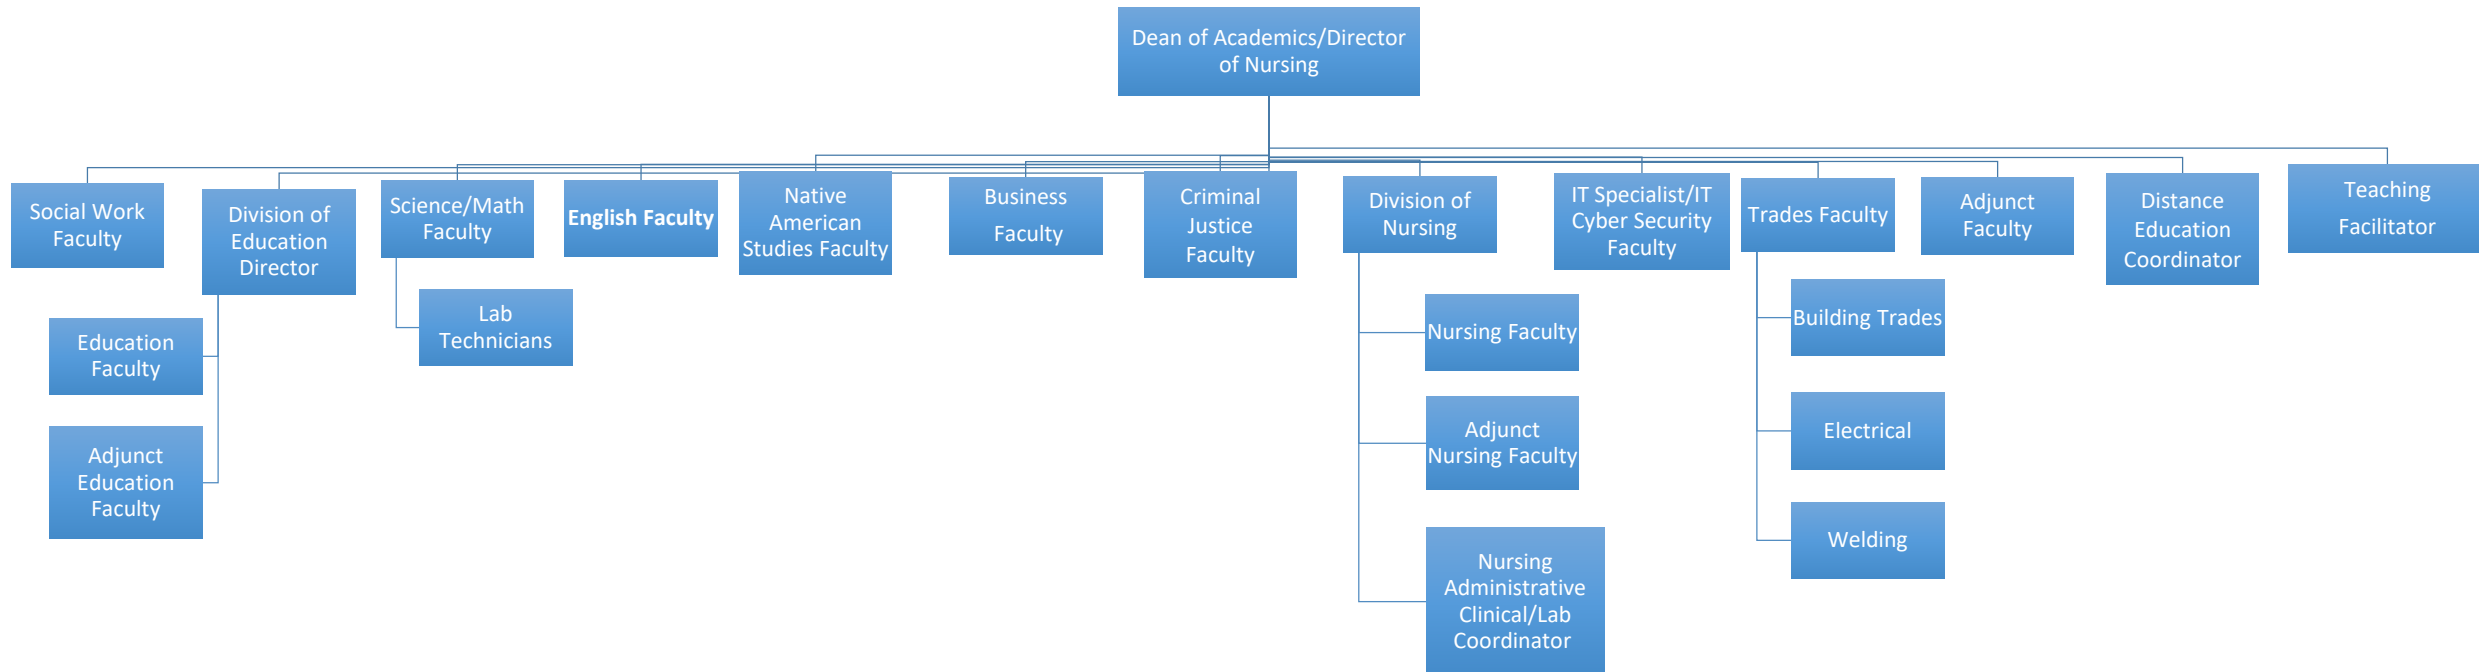 Dean of Academics/Director
of Nursing
Social Work
Faculty
Division of
Education
Director
Science/Math
Faculty
English Faculty
Native
American
Studies Faculty
Business
Faculty
Criminal
Justice
Faculty
Division of
Nursing
IT Specialist/IT
Cyber Security
Faculty
Trades Faculty
Adjunct
Faculty
Distance
Education
Coordinator
Teaching
Facilitator
Education
Faculty
Adjunct
Education
Faculty
Lab
Technicians
Nursing Faculty
Adjunct
Nursing Faculty
Nursing
Administrative
Clinical/Lab
Coordinator
Building Trades
Electrical
Welding